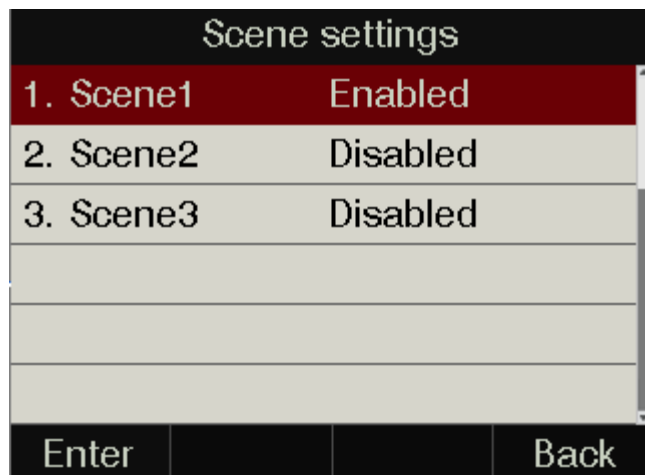 Scene settings
1. Scene1 Enabled
2. Scene2 Disabled
3. Scene3 Disabled
Enter Back